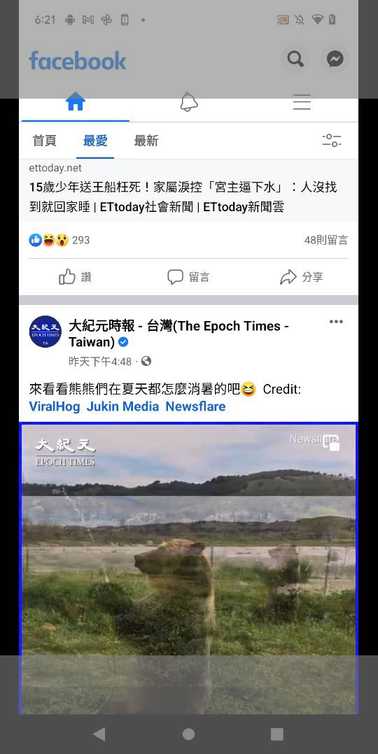 6:21
facebook
首頁 最愛 最新
ettoday.net
15歲少年送王船枉死！家屬淚控「宮主逼下水」：人沒找
到就回家睡 | ETtoday社會新聞 | ETtoday新聞雲
293 48則留言
讚 留言 分享
大紀元時報 - 台灣(The Epoch Times -
Taiwan)
昨天下午4:48
來看看熊熊們在夏天都怎麼消暑的吧😆 Credit:
ViralHog Jukin Media Newsflare
大紀元
EPOCH TIMES